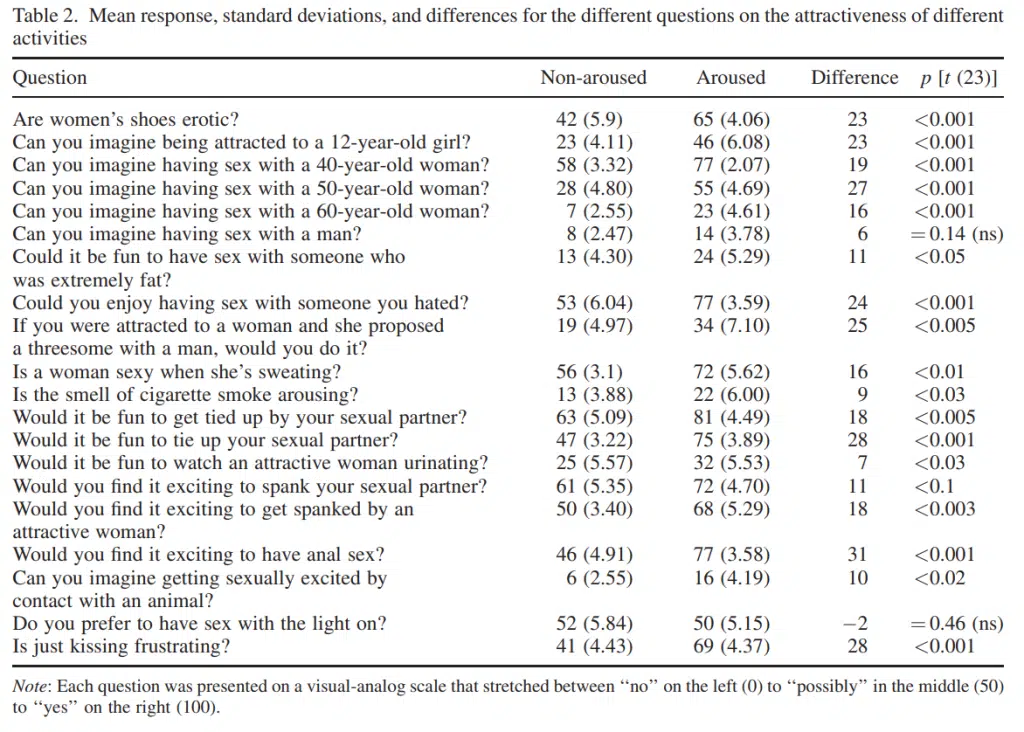 Table 2. Mean response, standard deviations, and differences for the different questions on the attractiveness of different
activities
Question Non-aroused Aroused Difference p [t (23)]
Are women's shoes erotic? 42 (5.9) 65 (4.06) 23 <0.001
Can you imagine being attracted to a 12-year-old girl? 23 (4.11) 46 (6.08) 23 <0.001
Can you imagine having sex with a 40-year-old woman? 58 (3.32) 77 (2.07) 19 <0.001
Can you imagine having sex with a 50-year-old woman? 28 (4.80) 55 (4.69) 27 <0.001
Can you imagine having sex with a 60-year-old woman? 7 (2.55) 23 (4.61) 16 <0.001
Can you imagine having sex with a man? 8 (2.47) 14 (3.78) 6 =0.14 (ns)
Could it be fun to have sex with someone who 13 (4.30) 24 (5.29) 11 <0.05
was extremely fat?
Could you enjoy having sex with someone you hated? 53 (6.04) 77 (3.59) 24 <0.001
If you were attracted to a woman and she proposed 19 (4.97) 34 (7.10) 25 <0.005
a threesome with a man, would you do it?
Is a woman sexy when she's sweating? 56 (3.1) 72 (5.62) 16 <0.01
Is the smell of cigarette smoke arousing? 13 (3.88) 22 (6.00) 9 <0.03
Would it be fun to get tied up by your sexual partner? 63 (5.09) 81 (4.49) 18 <0.005
Would it be fun to tie up your sexual partner? 47 (3.22) 75 (3.89) 28 <0.001
Would it be fun to watch an attractive woman urinating? 25 (5.57) 32 (5.53) 7 <0.03
Would you find it exciting to spank your sexual partner? 61 (5.35) 72 (4.70) 11 <0.1
Would you find it exciting to get spanked by an 50 (3.40) 68 (5.29) 18 <0.003
attractive woman?
Would you find it exciting to have anal sex? 46 (4.91) 77 (3.58) 31 <0.001
Can you imagine getting sexually excited by 6 (2.55) 16 (4.19) 10 <0.02
contact with an animal?
Do you prefer to have sex with the light on? 52 (5.84) 50 (5.15) −2 =0.46 (ns)
Is just kissing frustrating? 41 (4.43) 69 (4.37) 28 <0.001
Note: Each question was presented on a visual-analog scale that stretched between "no" on the left (0) to "possibly" in the middle (50)
to "yes" on the right (100).